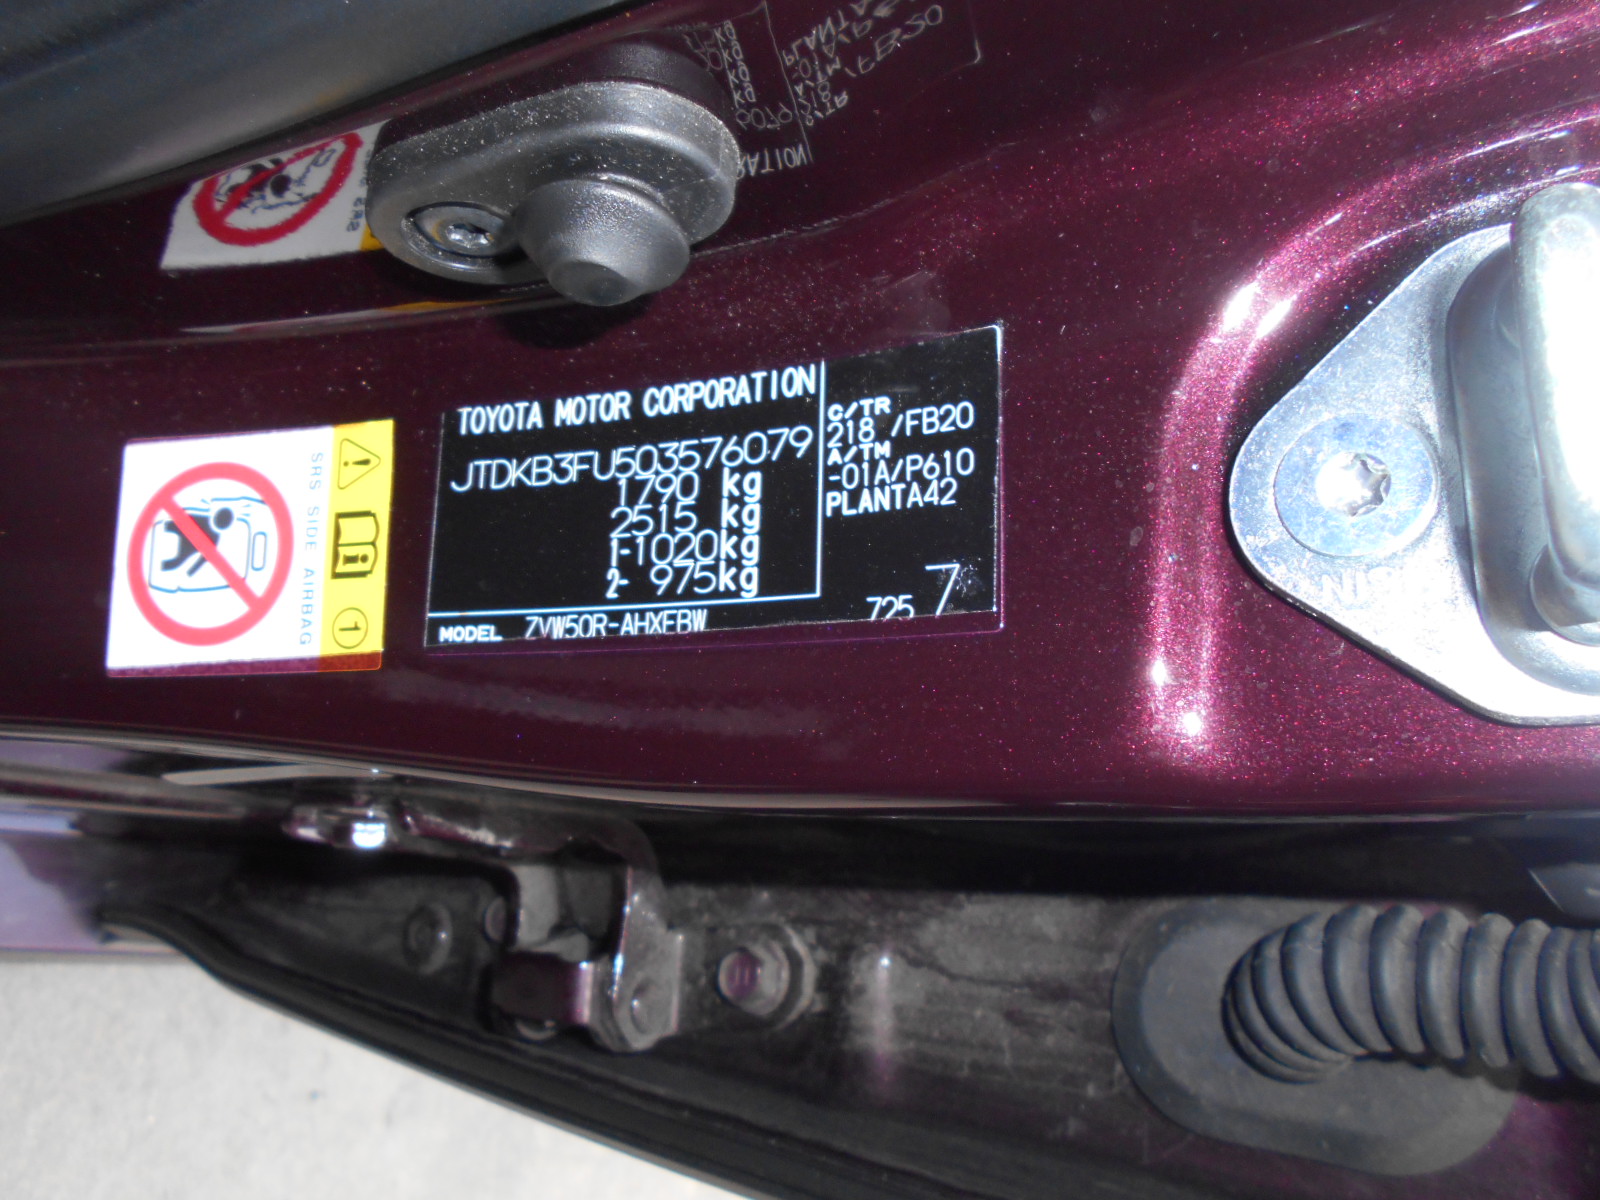 TOYOTA MOTOR CORPORATION
JTDKB3FU503576079
1790 kg
2515 kg
1-1020kg
2- 975kg
C/TR
218 /FB20
A/TM
-01A/P610
PLANTA42
725 7
MODEL ZVW50R-AHXEBW
SRS SIDE AIRBAG
i
1